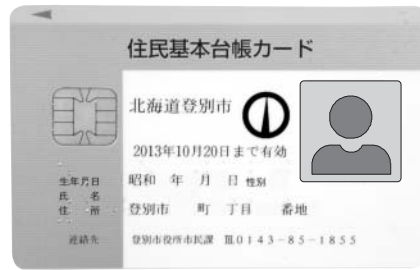 住民基本台帳カード
北海道登別市
2013年10月20日まで有効
生年月日 昭和 年 月 日 性別
氏 名
住 所 登別市 町 丁目 番地
連絡先 登別市役所市民課 ℡0143-85-1855